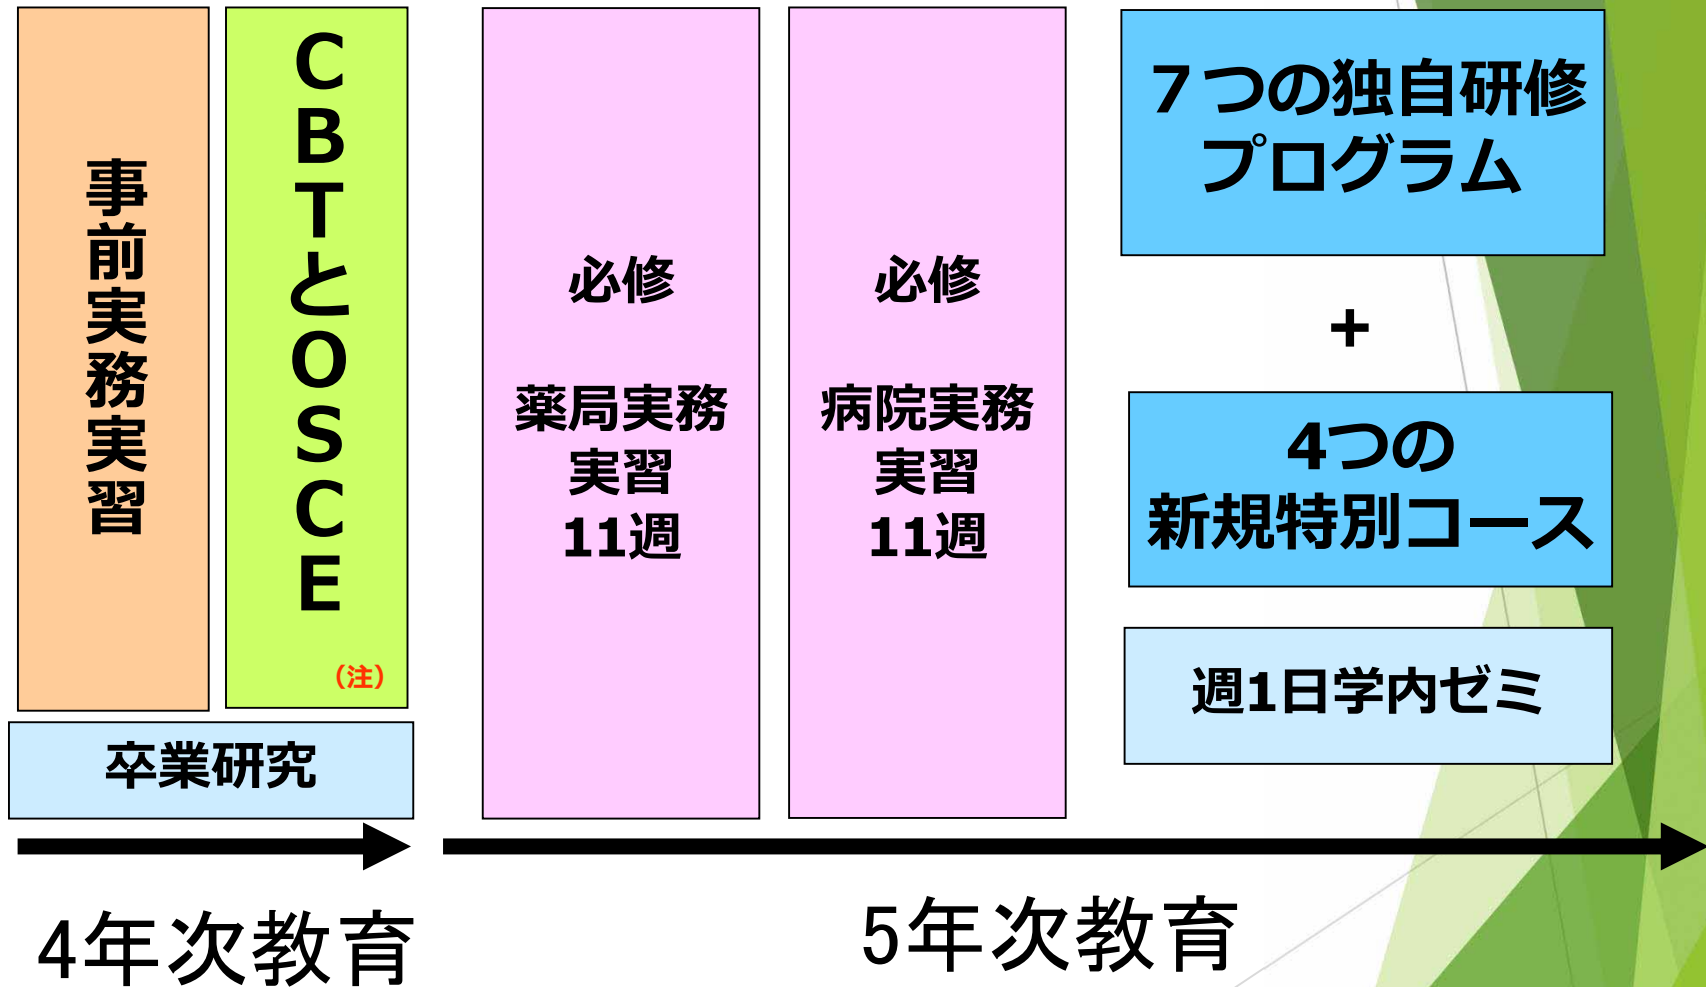 事前実務実習
CBTとOSCE
（注）
卒業研究
4年次教育
必修
薬局実務
実習
11週
必修
病院実務
実習
11週
７つの独自研修
プログラム
+
4つの
新規特別コース
週1日学内ゼミ
5年次教育